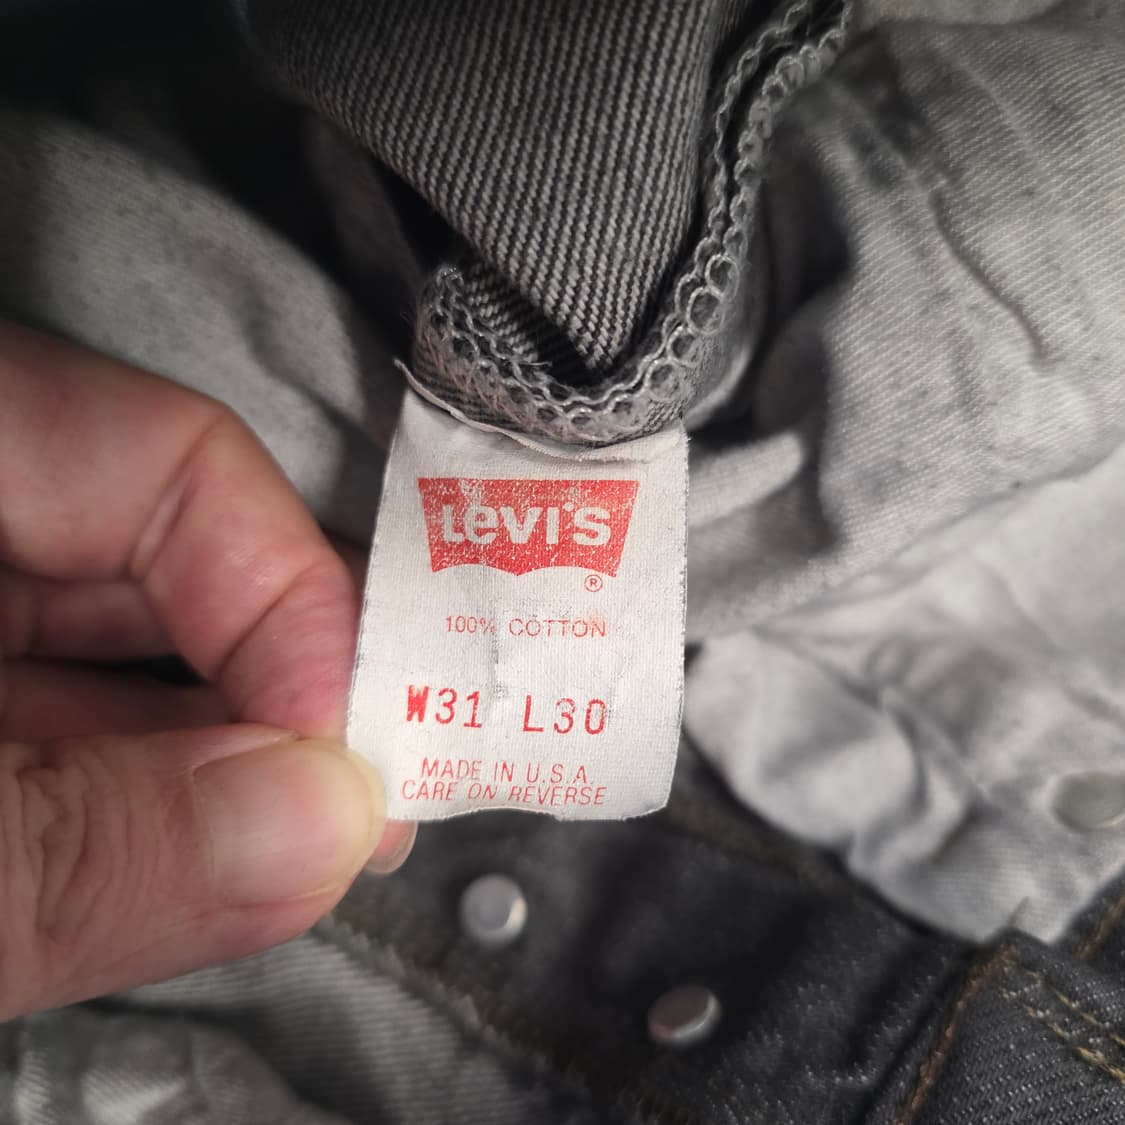 Levi's
®
100% COTTON
W31 L30
MADE IN U.S.A.
CARE ON REVERSE